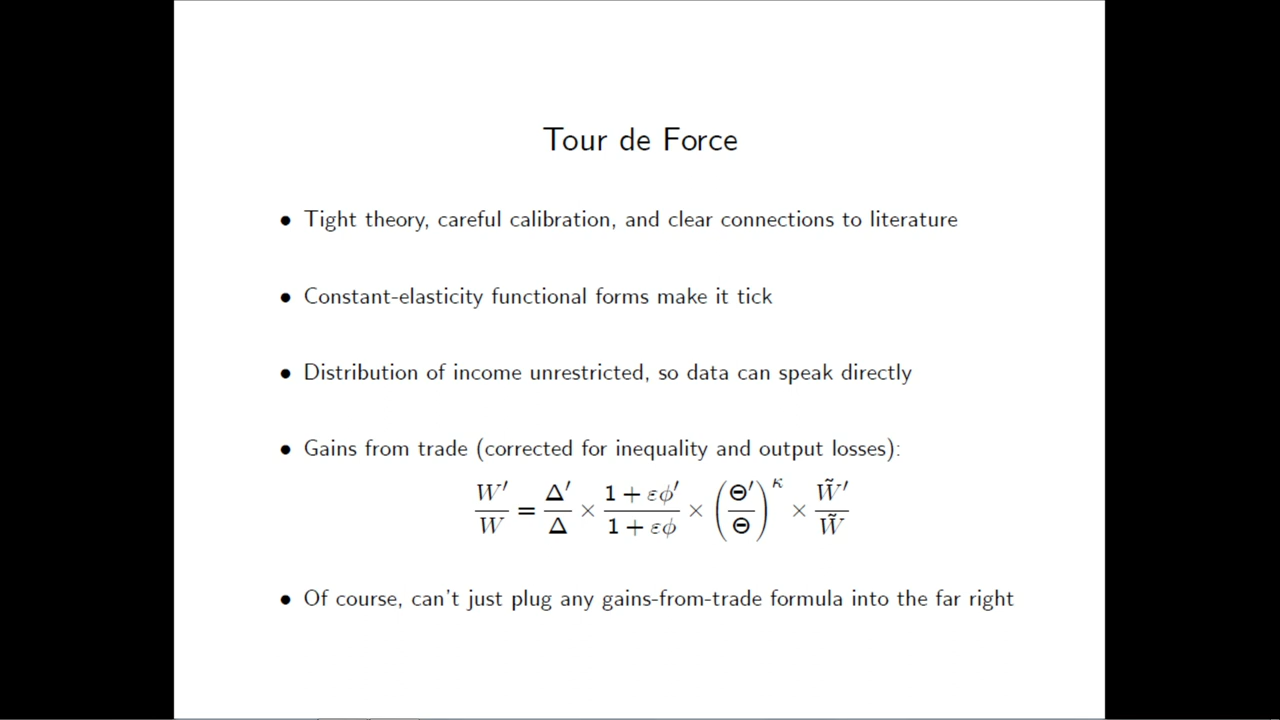 Tour de Force
• Tight theory, careful calibration, and clear connections to literature
• Constant-elasticity functional forms make it tick
• Distribution of income unrestricted, so data can speak directly
• Gains from trade (corrected for inequality and output losses):
W′/W = Δ′/Δ × (1 + εϕ′)/(1 + εϕ) × (Θ′/Θ)^κ × W̃′/W̃
• Of course, can't just plug any gains-from-trade formula into the far right